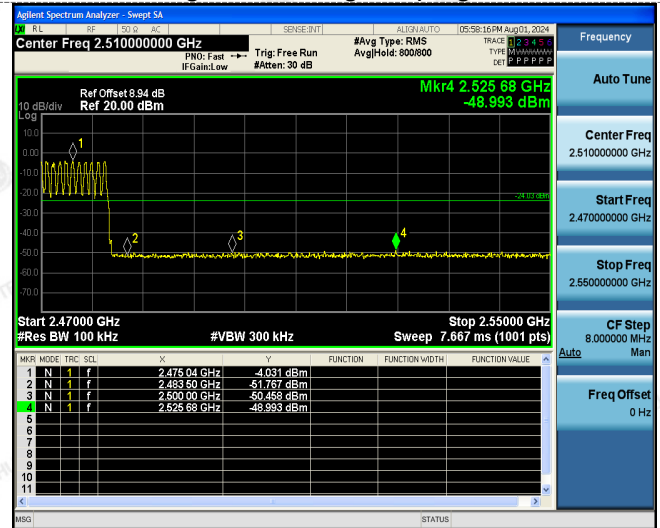 Agilent Spectrum Analyzer - Swept SA
LXI RL RF 50 Ω AC SENSE:INT ALIGN AUTO 05:58:16 PM Aug 01, 2024
Center Freq 2.510000000 GHz
PNO: Fast
IFGain:Low
Trig: Free Run
#Atten: 30 dB
#Avg Type: RMS
Avg|Hold: 800/800
TRACE 1 2 3 4 5 6
TYPE
DET P P P P P P
Frequency
Auto Tune
Center Freq
2.510000000 GHz
Start Freq
2.470000000 GHz
Stop Freq
2.550000000 GHz
CF Step
8.000000 MHz
Auto Man
Freq Offset
0 Hz
Ref Offset 8.94 dB
10 dB/div Ref 20.00 dBm
Log
Mkr4 2.525 68 GHz
-48.993 dBm
10.0
0.00
-10.0
-20.0
-30.0
-40.0
-50.0
-60.0
-70.0
1
2
3
4
-24.03 dBm
Start 2.47000 GHz Stop 2.55000 GHz
#Res BW 100 kHz #VBW 300 kHz Sweep 7.667 ms (1001 pts)
MKR MODE TRC SCL X Y FUNCTION FUNCTION WIDTH FUNCTION VALUE
1 N 1 f 2.475 04 GHz -4.031 dBm
2 N 1 f 2.483 50 GHz -51.767 dBm
3 N 1 f 2.500 00 GHz -50.458 dBm
4 N 1 f 2.525 68 GHz -48.993 dBm
5
6
7
8
9
10
11
MSG STATUS